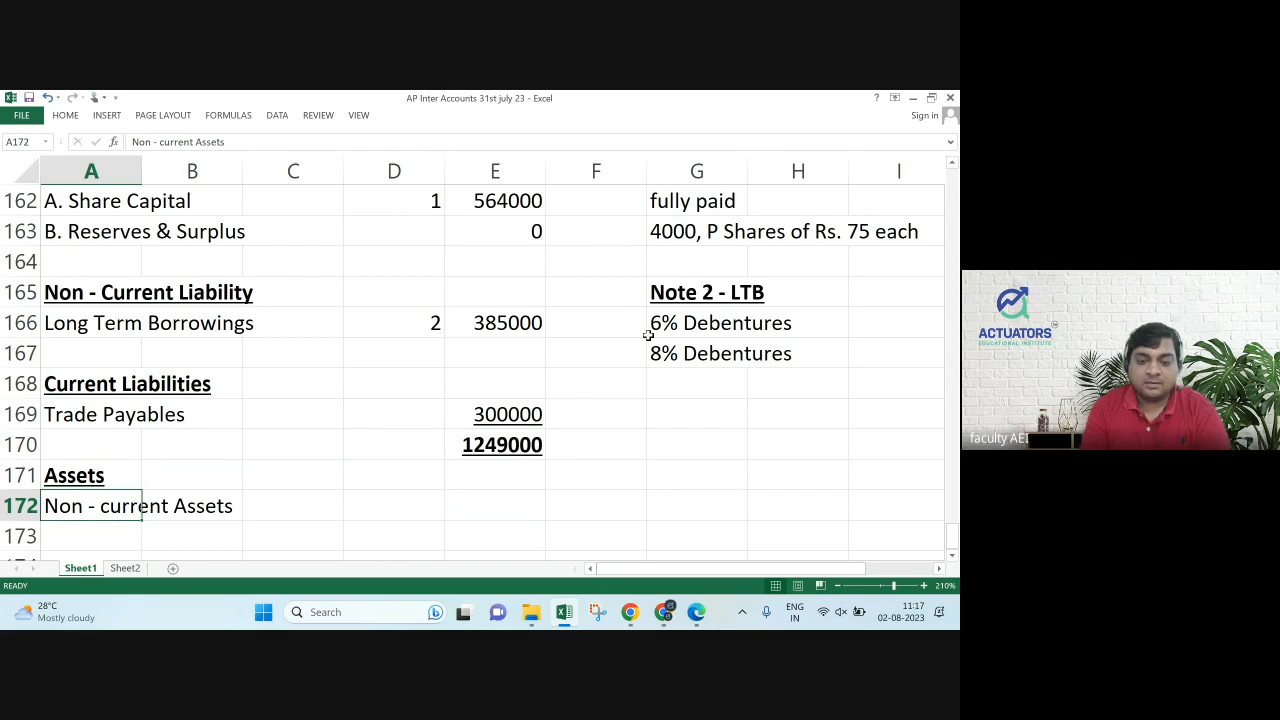 AP Inter Accounts 31st july 23 - Excel
?
FILE HOME INSERT PAGE LAYOUT FORMULAS DATA REVIEW VIEW
Sign in
A172 fx Non - current Assets
A B C D E F G H I
162 A. Share Capital 1 564000 fully paid
163 B. Reserves & Surplus 0 4000, P Shares of Rs. 75 each
164
165 Non - Current Liability Note 2 - LTB
166 Long Term Borrowings 2 385000 6% Debentures
167 8% Debentures
168 Current Liabilities
169 Trade Payables 300000
170 1249000
171 Assets
172 Non - current Assets
173
Sheet1 Sheet2
READY 210%
28°C
Mostly cloudy
Search
ENG
IN
11:17
02-08-2023
ACTUATORS
EDUCATIONAL INSTITUTE
faculty AEI